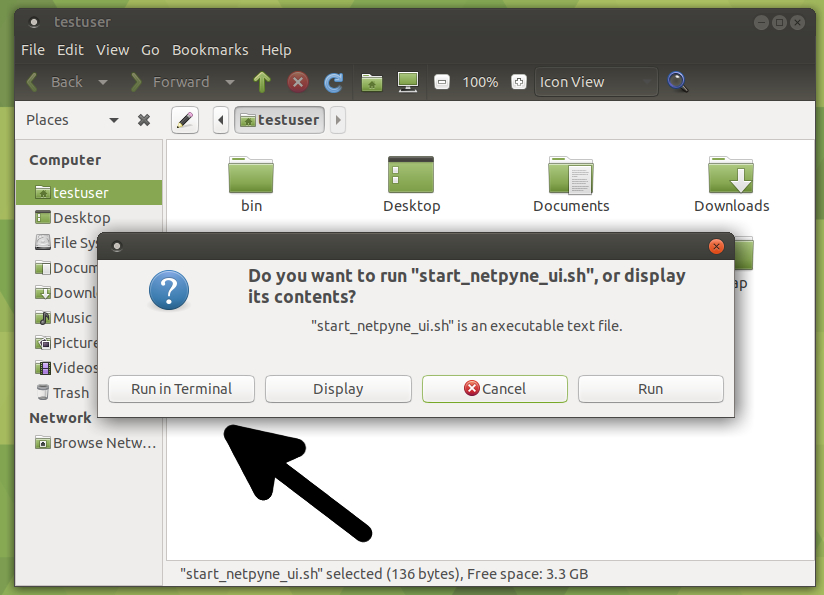 testuser
File Edit View Go Bookmarks Help
Back Forward 100% Icon View
Places testuser
Computer
testuser
Desktop
File Sy
Docum
Downl
Music
Picture
Videos
Trash
Network
Browse Netw...
bin Desktop Documents Downloads
ap
Do you want to run "start_netpyne_ui.sh", or display
its contents?
"start_netpyne_ui.sh" is an executable text file.
Run in Terminal Display Cancel Run
"start_netpyne_ui.sh" selected (136 bytes), Free space: 3.3 GB